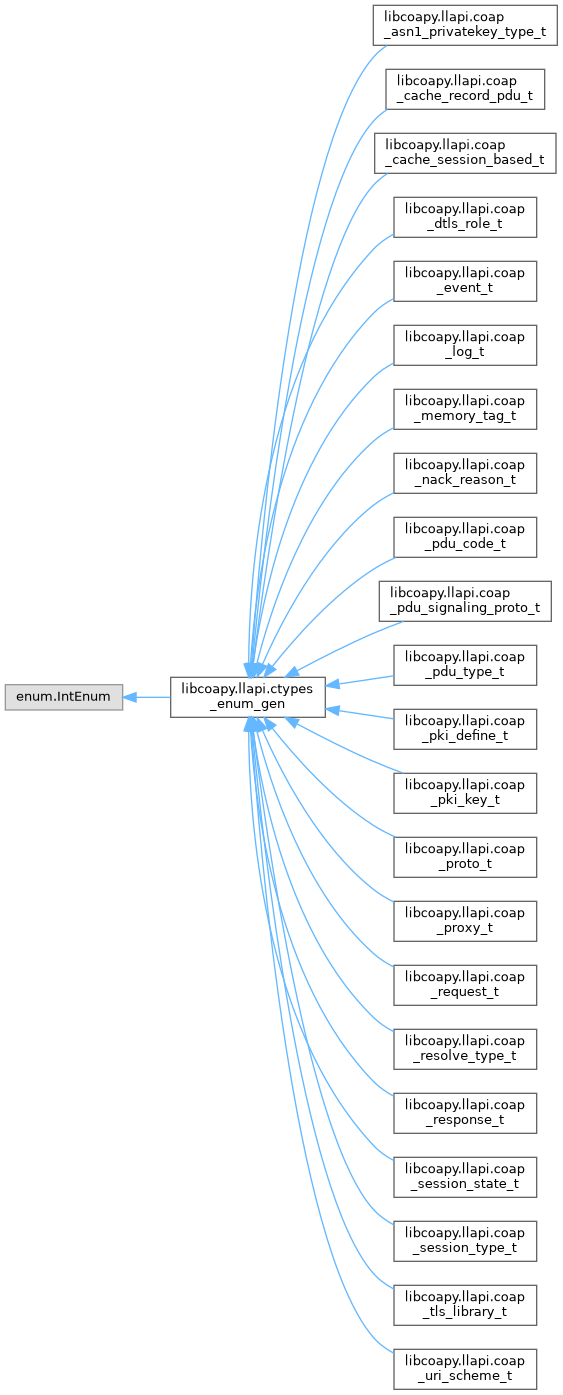 libcoapy.llapi.coap
_asn1_privatekey_type_t
libcoapy.llapi.coap
_cache_record_pdu_t
libcoapy.llapi.coap
_cache_session_based_t
libcoapy.llapi.coap
_dtls_role_t
libcoapy.llapi.coap
_event_t
libcoapy.llapi.coap
_log_t
libcoapy.llapi.coap
_memory_tag_t
libcoapy.llapi.coap
_nack_reason_t
libcoapy.llapi.coap
_pdu_code_t
libcoapy.llapi.coap
_pdu_signaling_proto_t
libcoapy.llapi.coap
_pdu_type_t
enum.IntEnum
libcoapy.llapi.ctypes
_enum_gen
libcoapy.llapi.coap
_pki_define_t
libcoapy.llapi.coap
_pki_key_t
libcoapy.llapi.coap
_proto_t
libcoapy.llapi.coap
_proxy_t
libcoapy.llapi.coap
_request_t
libcoapy.llapi.coap
_resolve_type_t
libcoapy.llapi.coap
_response_t
libcoapy.llapi.coap
_session_state_t
libcoapy.llapi.coap
_session_type_t
libcoapy.llapi.coap
_tls_library_t
libcoapy.llapi.coap
_uri_scheme_t